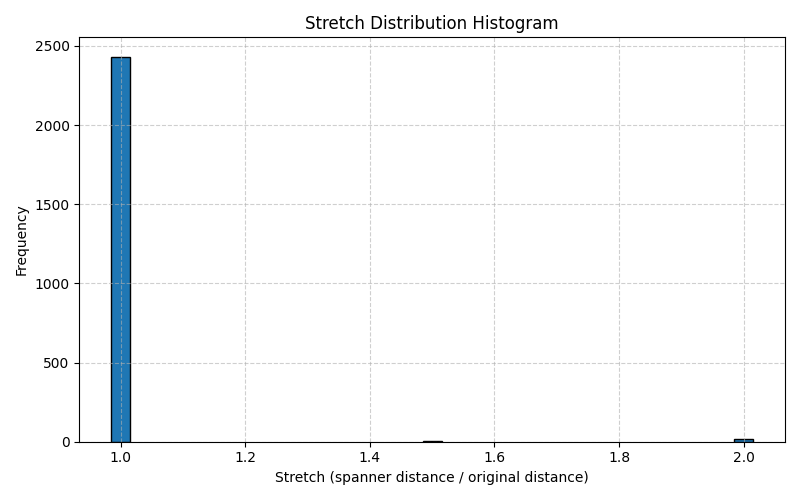 Stretch Distribution Histogram
Frequency
2500
2000
1500
1000
500
0
1.0 1.2 1.4 1.6 1.8 2.0
Stretch (spanner distance / original distance)